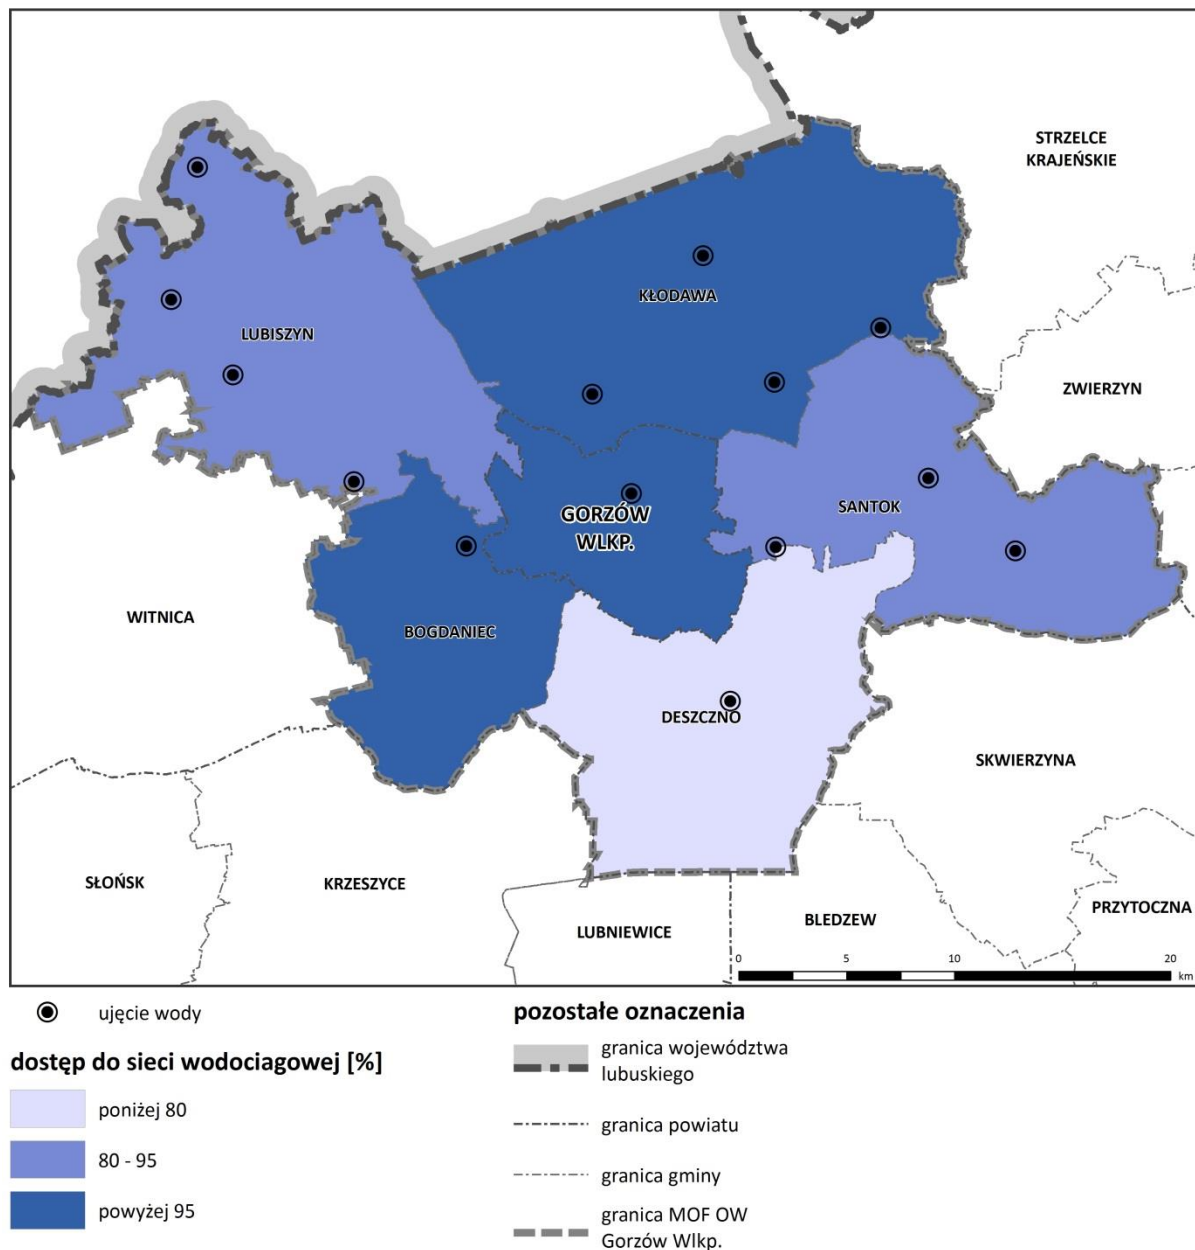 STRZELCE
KRAJEŃSKIE
KŁODAWA
LUBISZYN
ZWIERZYN
SANTOK
GORZÓW
WLKP.
WITNICA
BOGDANIEC
DESZCZNO
SKWIERZYNA
SŁOŃSK
KRZESZYCE
PRZYTOCZNA
BLEDZEW
LUBNIEWICE
0 5 10 20
km
ujęcie wody
dostęp do sieci wodociągowej [%]
poniżej 80
80 - 95
powyżej 95
pozostałe oznaczenia
granica województwa
lubuskiego
granica powiatu
granica gminy
granica MOF OW
Gorzów Wlkp.